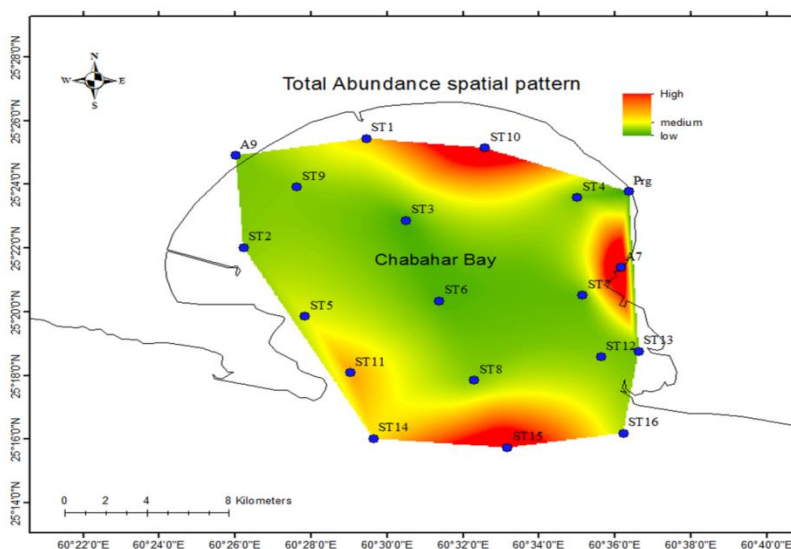 N
W E
S
Total Abundance spatial pattern
High
medium
low
A9
ST1
ST10
ST9
ST4
Prg
ST3
ST2
Chabahar Bay
A7
ST6
ST7
ST5
ST12
ST13
ST11
ST8
ST14
ST15
ST16
0 2 4 8 Kilometers
25°28'0"N
25°26'0"N
25°24'0"N
25°22'0"N
25°20'0"N
25°18'0"N
25°16'0"N
25°14'0"N
60°22'0"E
60°24'0"E
60°26'0"E
60°28'0"E
60°30'0"E
60°32'0"E
60°34'0"E
60°36'0"E
60°38'0"E
60°40'0"E